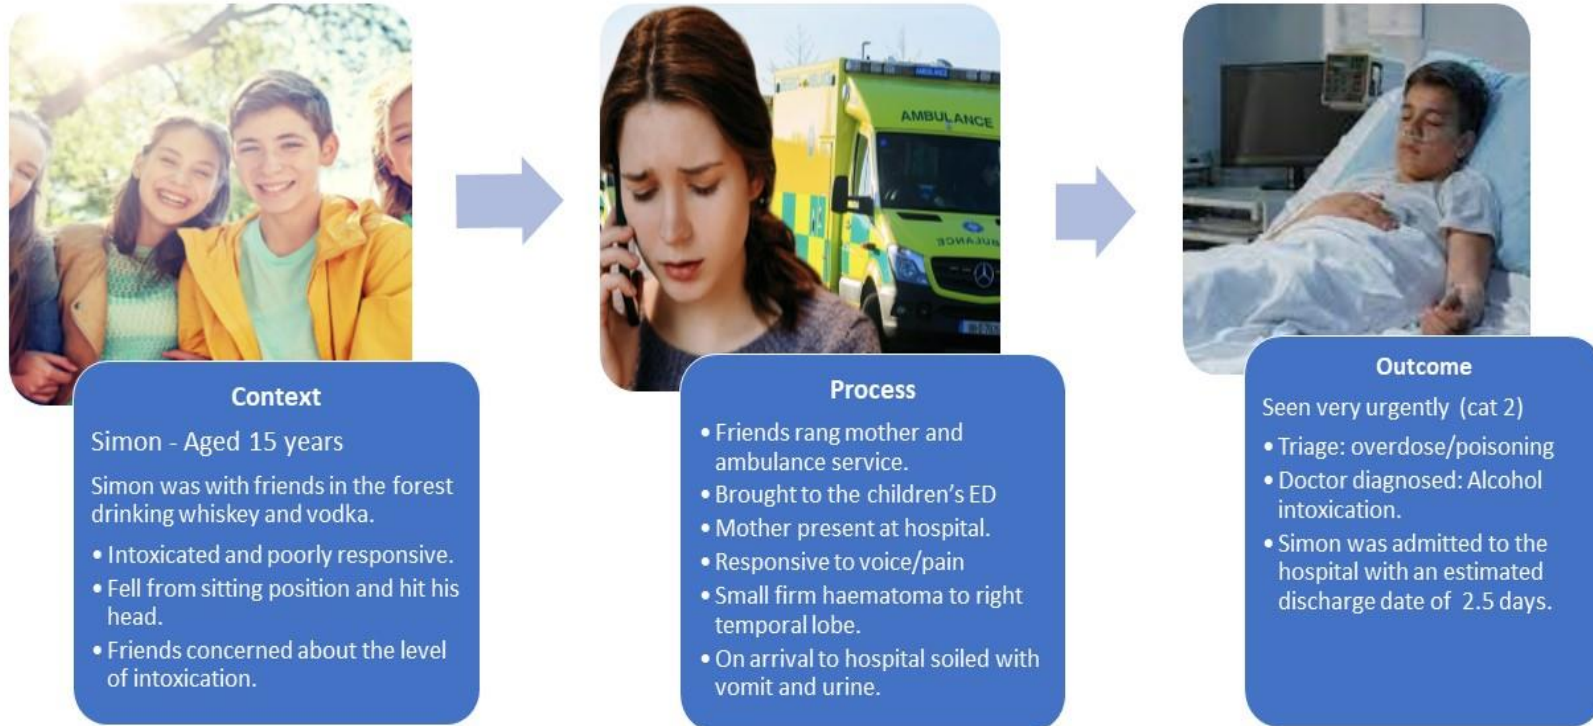 AMBULANCE
AMBULANCE
Context
Simon - Aged 15 years
Simon was with friends in the forest
drinking whiskey and vodka.
• Intoxicated and poorly responsive.
• Fell from sitting position and hit his
head.
• Friends concerned about the level
of intoxication.
Process
• Friends rang mother and
ambulance service.
• Brought to the children's ED
• Mother present at hospital.
• Responsive to voice/pain
• Small firm haematoma to right
temporal lobe.
• On arrival to hospital soiled with
vomit and urine.
Outcome
Seen very urgently (cat 2)
• Triage: overdose/poisoning
• Doctor diagnosed: Alcohol
intoxication.
• Simon was admitted to the
hospital with an estimated
discharge date of 2.5 days.